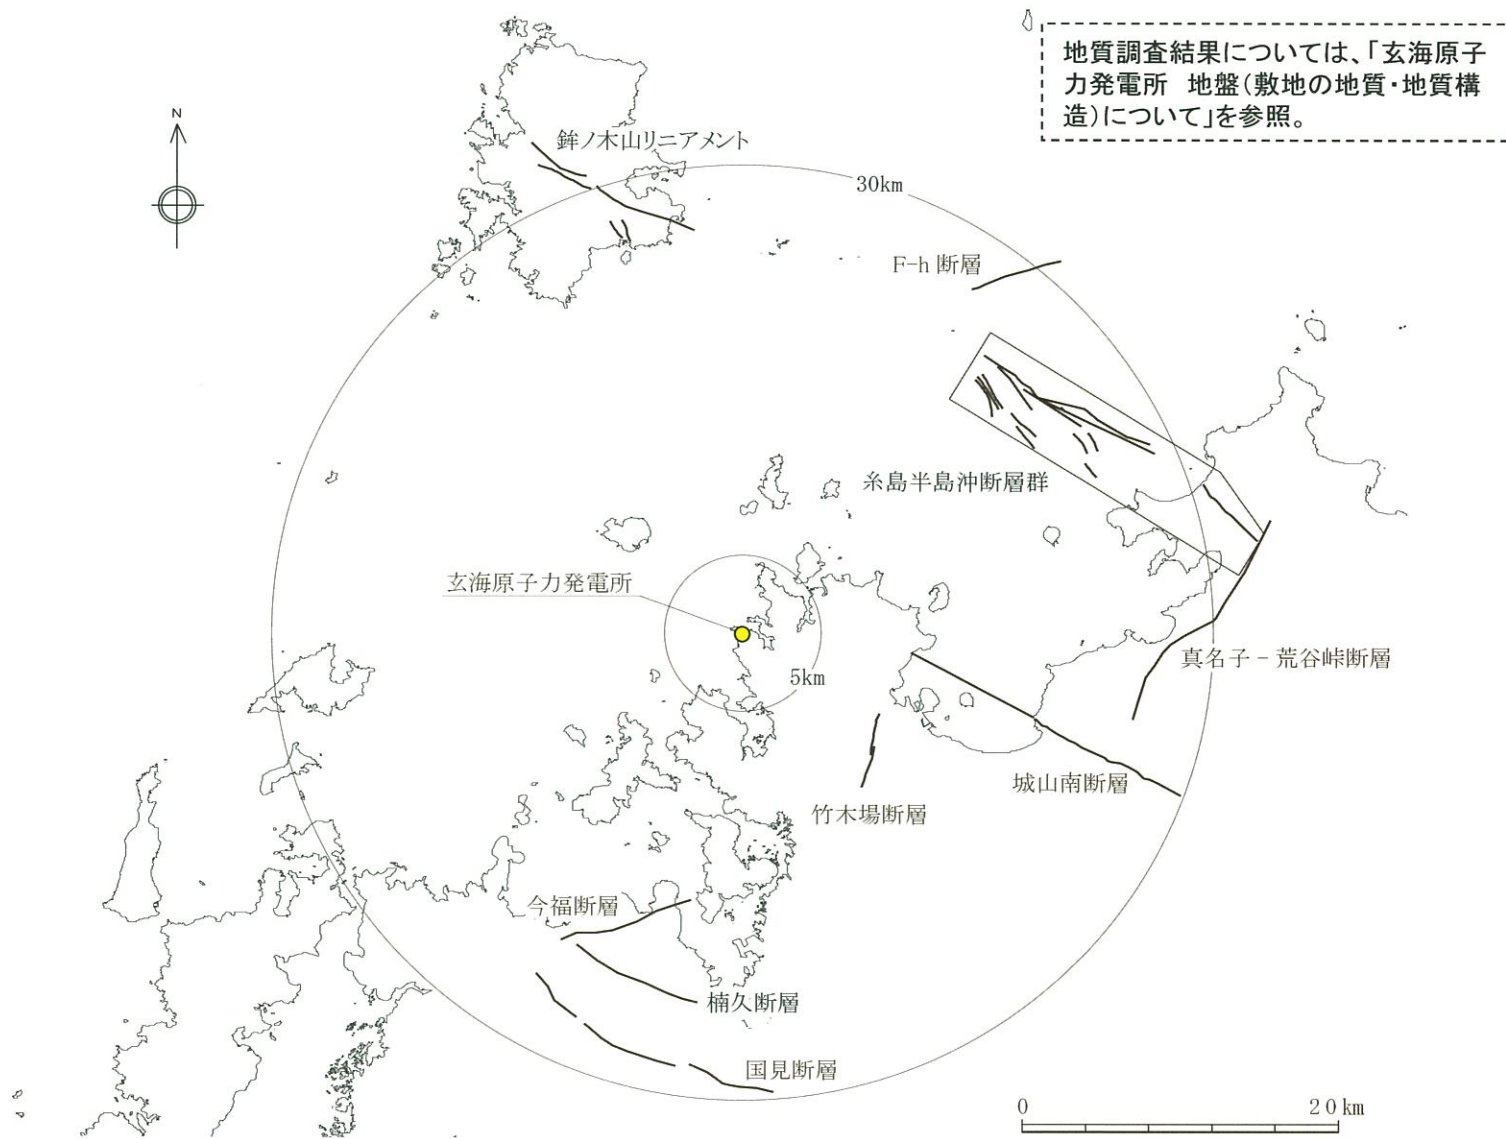 地質調査結果については、「玄海原子
力発電所　地盤(敷地の地質・地質構
造)について」を参照。
N
鉢ノ木山リニアメント
30km
F-h 断層
糸島半島沖断層群
玄海原子力発電所
5km
真名子－荒谷峠断層
城山南断層
竹木場断層
今福断層
楠久断層
国見断層
0
20km